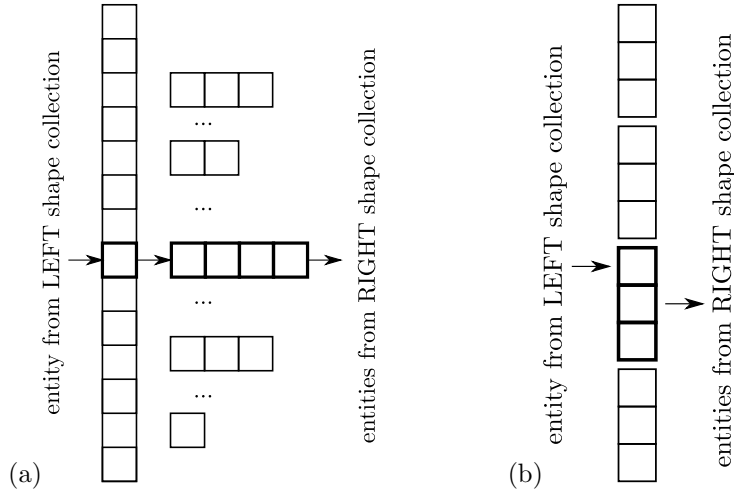 entity from LEFT shape collection
...
...
...
...
entities from RIGHT shape collection
(a)
entity from LEFT shape collection
entities from RIGHT shape collection
(b)